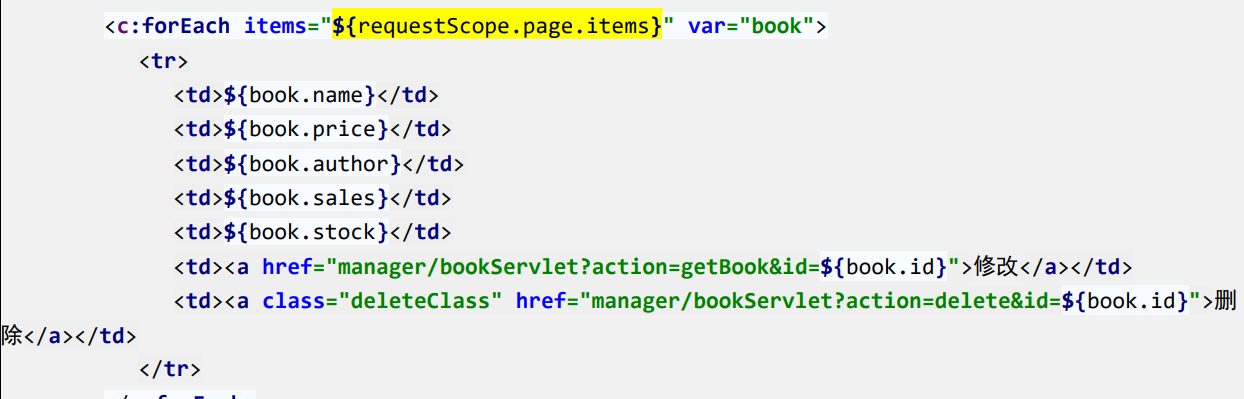 <c:forEach items="${requestScope.page.items}" var="book">
<tr>
<td>${book.name}</td>
<td>${book.price}</td>
<td>${book.author}</td>
<td>${book.sales}</td>
<td>${book.stock}</td>
<td><a href="manager/bookServlet?action=getBook&id=${book.id}">修改</a></td>
<td><a class="deleteClass" href="manager/bookServlet?action=delete&id=${book.id}">删
除</a></td>
</tr>